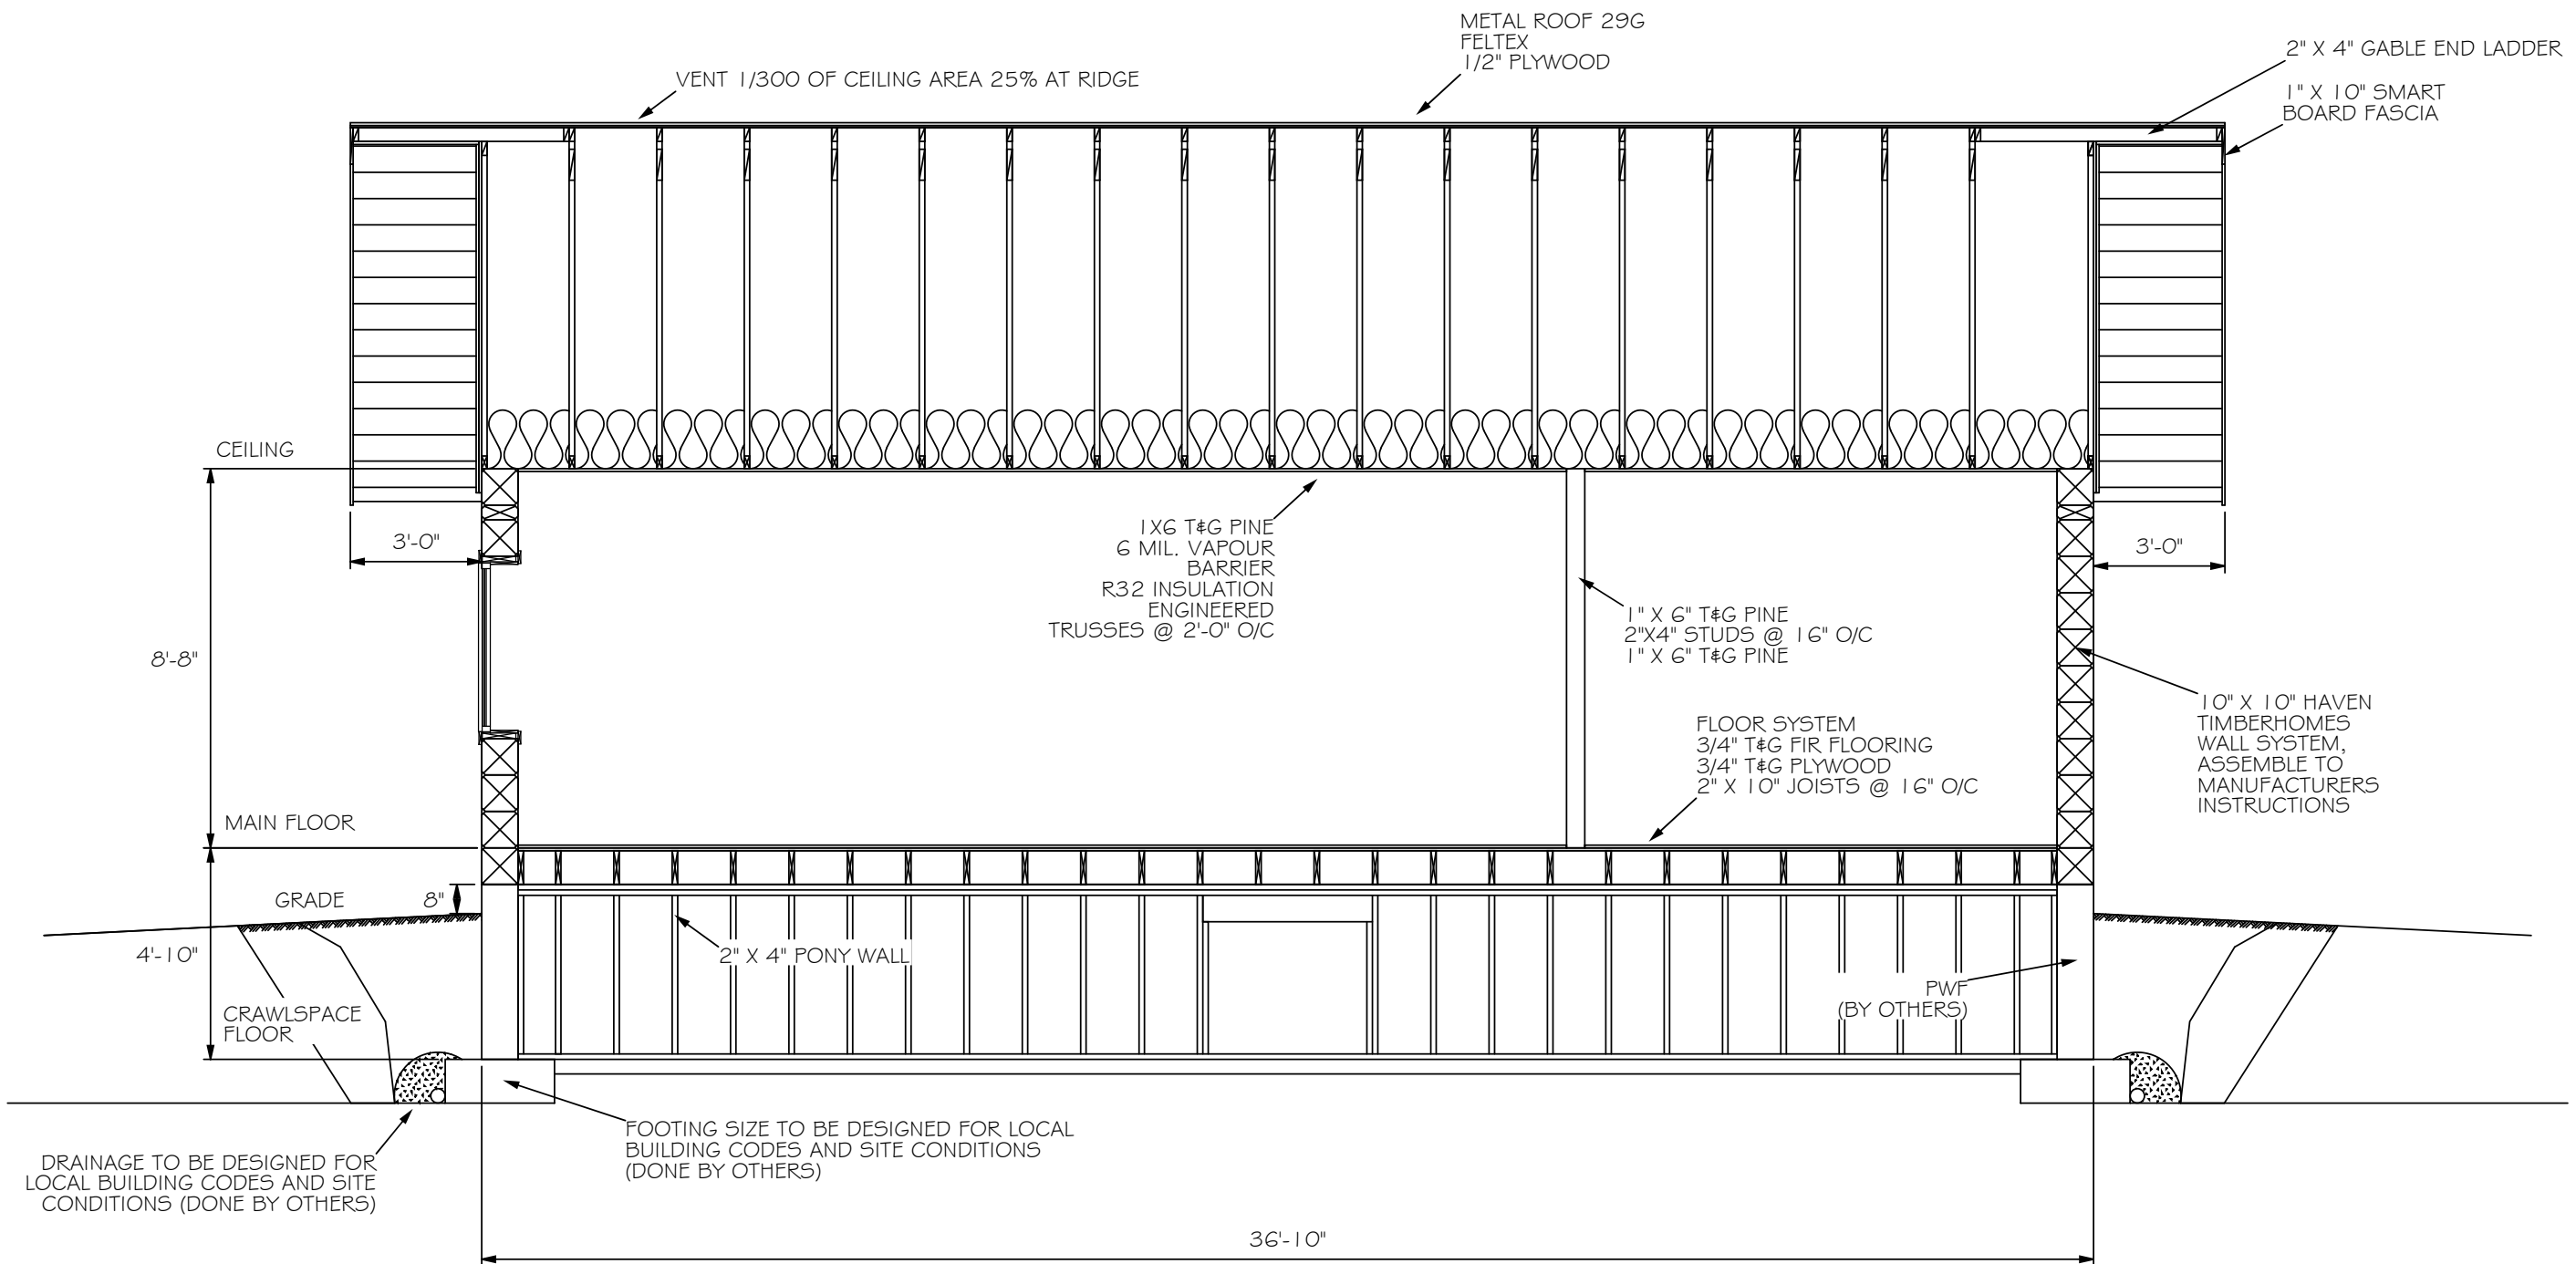 METAL ROOF 29G
FELTEX
1/2" PLYWOOD
2" X 4" GABLE END LADDER
VENT 1/300 OF CEILING AREA 25% AT RIDGE
1" X 10" SMART
BOARD FASCIA
CEILING
3'-0"
1X6 T&G PINE
6 MIL. VAPOUR
BARRIER
R32 INSULATION
ENGINEERED
TRUSSES @ 2'-0" O/C
3'-0"
1" X 6" T&G PINE
2"X4" STUDS @ 16" O/C
1" X 6" T&G PINE
8'-8"
10" X 10" HAVEN
TIMBERHOMES
WALL SYSTEM,
ASSEMBLE TO
MANUFACTURERS
INSTRUCTIONS
FLOOR SYSTEM
3/4" T&G FIR FLOORING
3/4" T&G PLYWOOD
2" X 10" JOISTS @ 16" O/C
MAIN FLOOR
GRADE
8"
4'-10"
2" X 4" PONY WALL
PWF
(BY OTHERS)
CRAWLSPACE
FLOOR
FOOTING SIZE TO BE DESIGNED FOR LOCAL
BUILDING CODES AND SITE CONDITIONS
(DONE BY OTHERS)
DRAINAGE TO BE DESIGNED FOR
LOCAL BUILDING CODES AND SITE
CONDITIONS (DONE BY OTHERS)
36'-10"